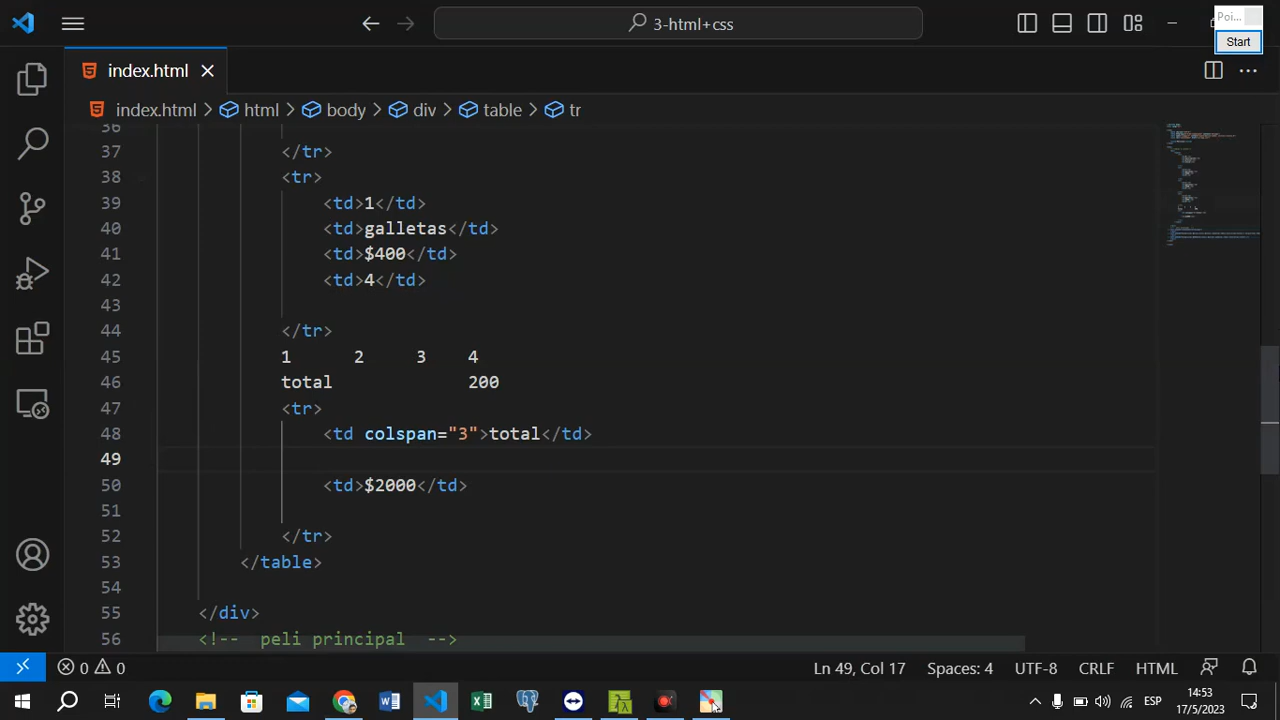 3-html+css
Poi...
Start
index.html
index.html > html > body > div > table > tr
36
37 </tr>
38 <tr>
39 <td>1</td>
40 <td>galletas</td>
41 <td>$400</td>
42 <td>4</td>
43
44 </tr>
45 1 2 3 4
46 total 200
47 <tr>
48 <td colspan="3">total</td>
49
50 <td>$2000</td>
51
52 </tr>
53 </table>
54
55 </div>
56 <!-- peli principal -->
0 0 Ln 49, Col 17 Spaces: 4 UTF-8 CRLF HTML
ESP 14:53
17/5/2023